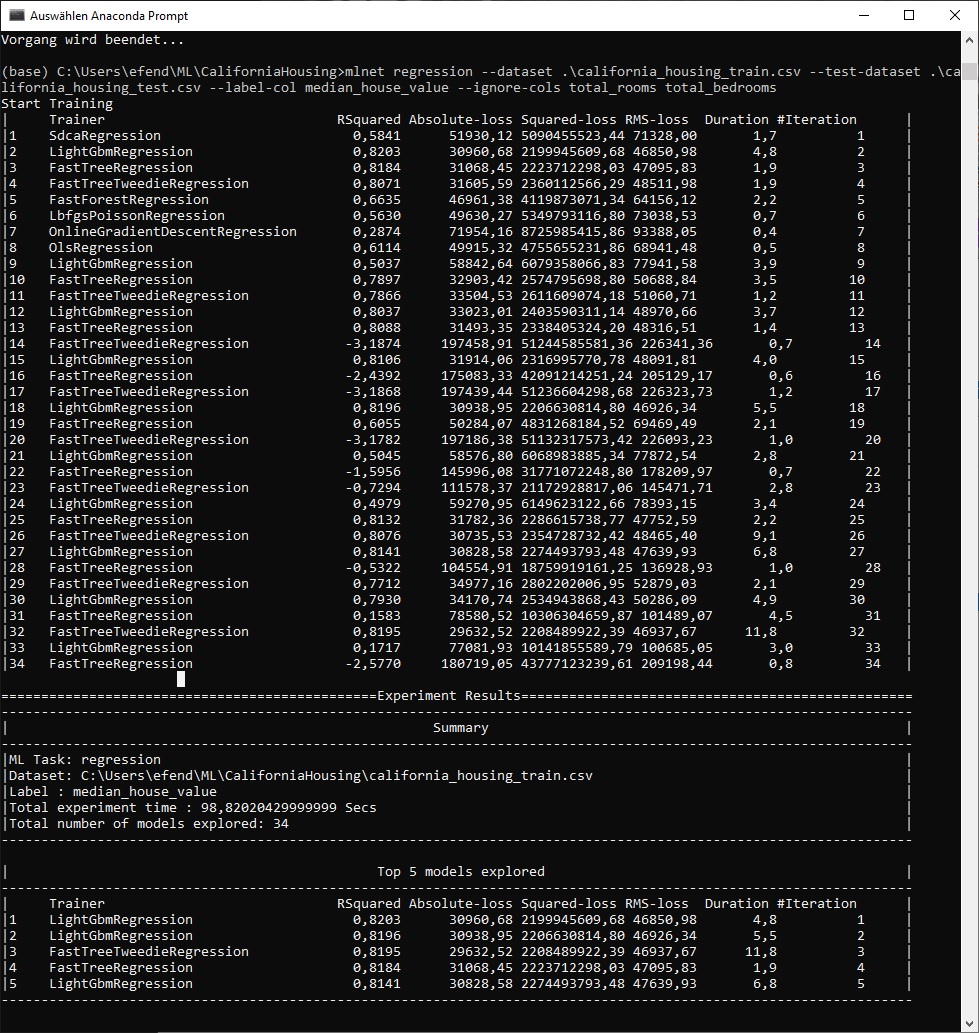 Auswählen Anaconda Prompt
Vorgang wird beendet...
(base) C:\Users\efend\ML\CaliforniaHousing>mlnet regression --dataset .\california_housing_train.csv --test-dataset .\ca
lifornia_housing_test.csv --label-col median_house_value --ignore-cols total_rooms total_bedrooms
Start Training
| Trainer RSquared Absolute-loss Squared-loss RMS-loss Duration #Iteration |
|1 SdcaRegression 0,5841 51930,12 5090455523,44 71328,00 1,7 1 |
|2 LightGbmRegression 0,8203 30960,68 2199945609,68 46850,98 4,8 2 |
|3 FastTreeRegression 0,8184 31068,45 2223712298,03 47095,83 1,9 3 |
|4 FastTreeTweedieRegression 0,8071 31605,59 2360112566,29 48511,98 1,9 4 |
|5 FastForestRegression 0,6635 46961,38 4119873071,34 64156,12 2,2 5 |
|6 LbfgsPoissonRegression 0,5630 49630,27 5349793116,80 73038,53 0,7 6 |
|7 OnlineGradientDescentRegression 0,2874 71954,16 8725985415,86 93388,05 0,4 7 |
|8 OlsRegression 0,6114 49915,32 4755655231,86 68941,48 0,5 8 |
|9 LightGbmRegression 0,5037 58842,64 6079358066,83 77941,58 3,9 9 |
|10 FastTreeRegression 0,7897 32903,42 2574795698,80 50688,84 3,5 10 |
|11 FastTreeTweedieRegression 0,7866 33504,53 2611609074,18 51060,71 1,2 11 |
|12 LightGbmRegression 0,8037 33023,01 2403590311,14 48970,66 3,7 12 |
|13 FastTreeRegression 0,8088 31493,35 2338405324,20 48316,51 1,4 13 |
|14 FastTreeTweedieRegression -3,1874 197458,91 51244585581,36 226341,36 0,7 14 |
|15 LightGbmRegression 0,8106 31914,06 2316995770,78 48091,81 4,0 15 |
|16 FastTreeRegression -2,4392 175083,33 42091214251,24 205129,17 0,6 16 |
|17 FastTreeTweedieRegression -3,1868 197439,44 51236604298,68 226323,73 1,2 17 |
|18 LightGbmRegression 0,8196 30938,95 2206630814,80 46926,34 5,5 18 |
|19 FastTreeRegression 0,6055 50284,07 4831268184,52 69469,49 2,1 19 |
|20 FastTreeTweedieRegression -3,1782 197186,38 51132317573,42 226093,23 1,0 20 |
|21 LightGbmRegression 0,5045 58576,80 6068983885,34 77872,54 2,8 21 |
|22 FastTreeRegression -1,5956 145996,08 31771072248,80 178209,97 0,7 22 |
|23 FastTreeTweedieRegression -0,7294 111578,37 21172928817,06 145471,71 2,8 23 |
|24 LightGbmRegression 0,4979 59270,95 6149623122,66 78393,15 3,4 24 |
|25 FastTreeRegression 0,8132 31782,36 2286615738,77 47752,59 2,2 25 |
|26 FastTreeTweedieRegression 0,8076 30735,53 2354728732,42 48465,40 9,1 26 |
|27 LightGbmRegression 0,8141 30828,58 2274493793,48 47639,93 6,8 27 |
|28 FastTreeRegression -0,5322 104554,91 18759919161,25 136928,93 1,0 28 |
|29 FastTreeTweedieRegression 0,7712 34977,16 2802202006,95 52879,03 2,1 29 |
|30 LightGbmRegression 0,7930 34170,74 2534943868,43 50286,09 4,9 30 |
|31 FastTreeRegression 0,1583 78580,52 10306304659,87 101489,07 4,5 31 |
|32 FastTreeTweedieRegression 0,8195 29632,52 2208489922,39 46937,67 11,8 32 |
|33 LightGbmRegression 0,1717 77081,93 10141855589,79 100685,05 3,0 33 |
|34 FastTreeRegression -2,5770 180719,05 43777123239,61 209198,44 0,8 34 |
===============================================Experiment Results=================================================
------------------------------------------------------------------------------------------------------------------
| Summary |
------------------------------------------------------------------------------------------------------------------
|ML Task: regression |
|Dataset: C:\Users\efend\ML\CaliforniaHousing\california_housing_train.csv |
|Label : median_house_value |
|Total experiment time : 98,82020429999999 Secs |
|Total number of models explored: 34 |
------------------------------------------------------------------------------------------------------------------
| Top 5 models explored |
------------------------------------------------------------------------------------------------------------------
| Trainer RSquared Absolute-loss Squared-loss RMS-loss Duration #Iteration |
|1 LightGbmRegression 0,8203 30960,68 2199945609,68 46850,98 4,8 1 |
|2 LightGbmRegression 0,8196 30938,95 2206630814,80 46926,34 5,5 2 |
|3 FastTreeTweedieRegression 0,8195 29632,52 2208489922,39 46937,67 11,8 3 |
|4 FastTreeRegression 0,8184 31068,45 2223712298,03 47095,83 1,9 4 |
|5 LightGbmRegression 0,8141 30828,58 2274493793,48 47639,93 6,8 5 |
------------------------------------------------------------------------------------------------------------------